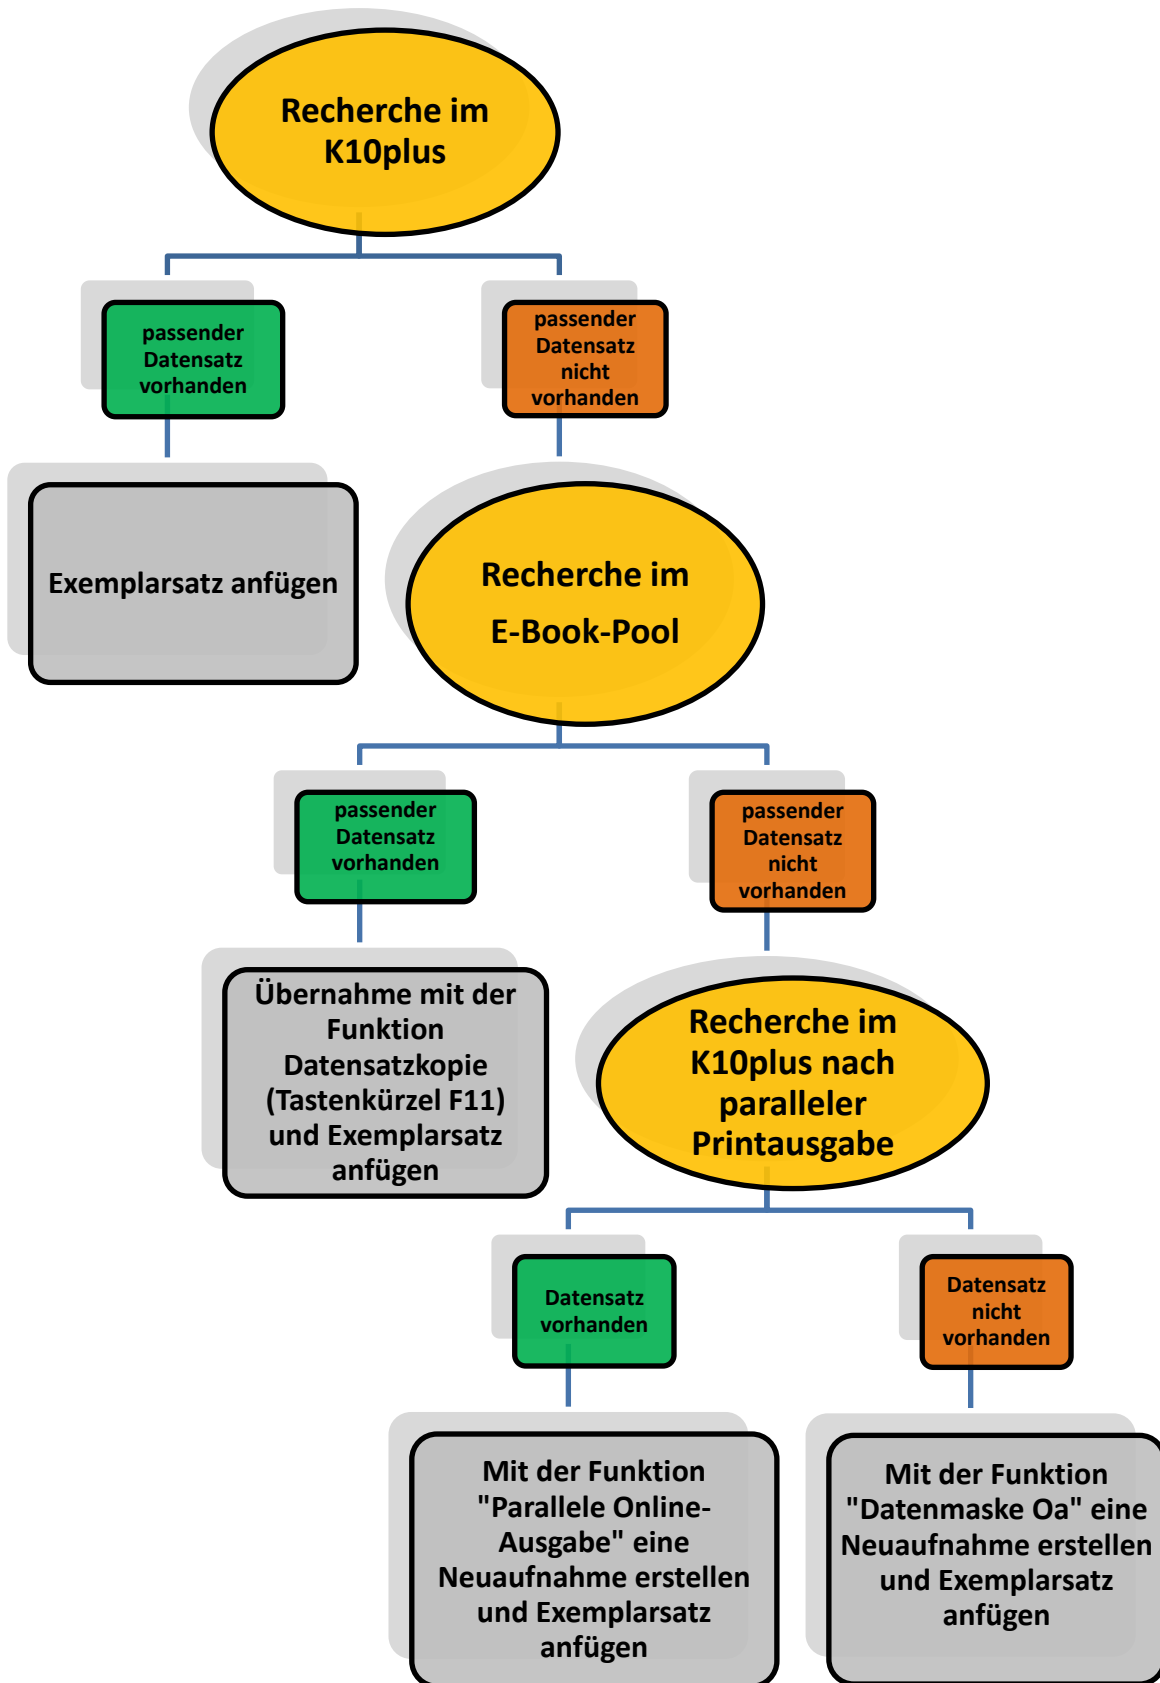 Recherche im
K10plus
passender
Datensatz
vorhanden
passender
Datensatz
nicht
vorhanden
Exemplarsatz anfügen
Recherche im
E-Book-Pool
passender
Datensatz
vorhanden
passender
Datensatz
nicht
vorhanden
Übernahme mit der
Funktion
Datensatzkopie
(Tastenkürzel F11)
und Exemplarsatz
anfügen
Recherche im
K10plus nach
paralleler
Printausgabe
Datensatz
vorhanden
Datensatz
nicht
vorhanden
Mit der Funktion
"Parallele Online-
Ausgabe" eine
Neuaufnahme erstellen
und Exemplarsatz
anfügen
Mit der Funktion
"Datenmaske Oa" eine
Neuaufnahme erstellen
und Exemplarsatz
anfügen